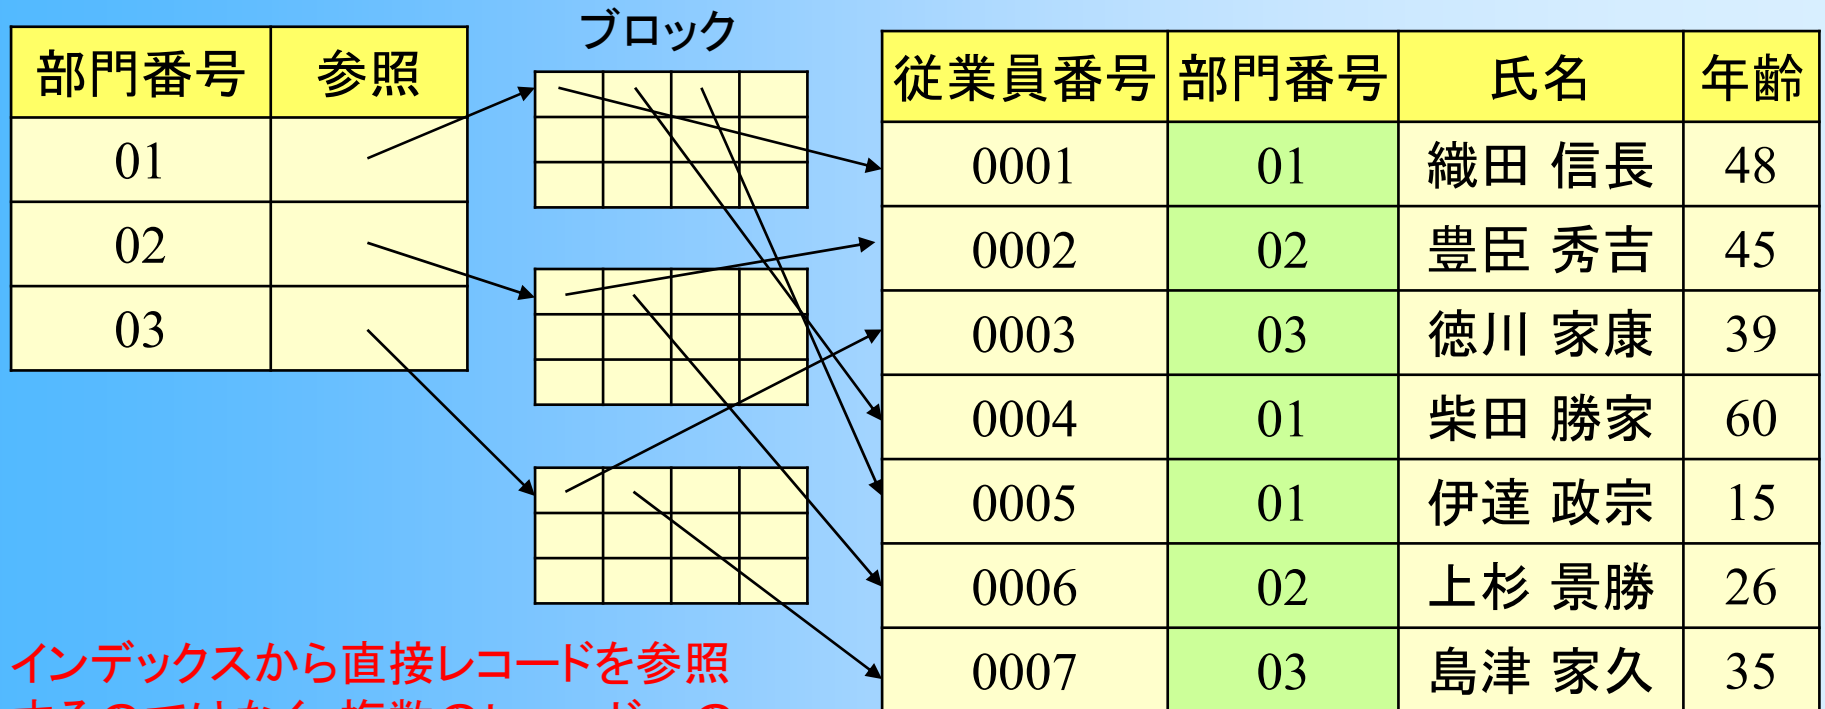 ブロック
部門番号 参照
01
02
03
従業員番号 部門番号 氏名 年齢
0001 01 織田 信長 48
0002 02 豊臣 秀吉 45
0003 03 徳川 家康 39
0004 01 柴田 勝家 60
0005 01 伊達 政宗 15
0006 02 上杉 景勝 26
0007 03 島津 家久 35
インデックスから直接レコードを参照